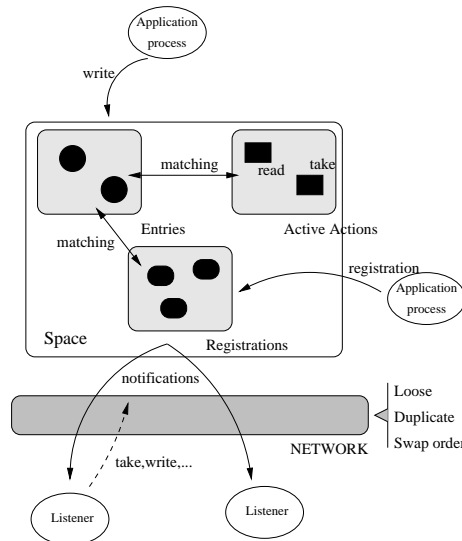 Application
process
write
matching
read
take
Entries
Active Actions
matching
registration
Application
process
Space
Registrations
notifications
Loose
Duplicate
NETWORK
Swap order
take,write,...
Listener
Listener